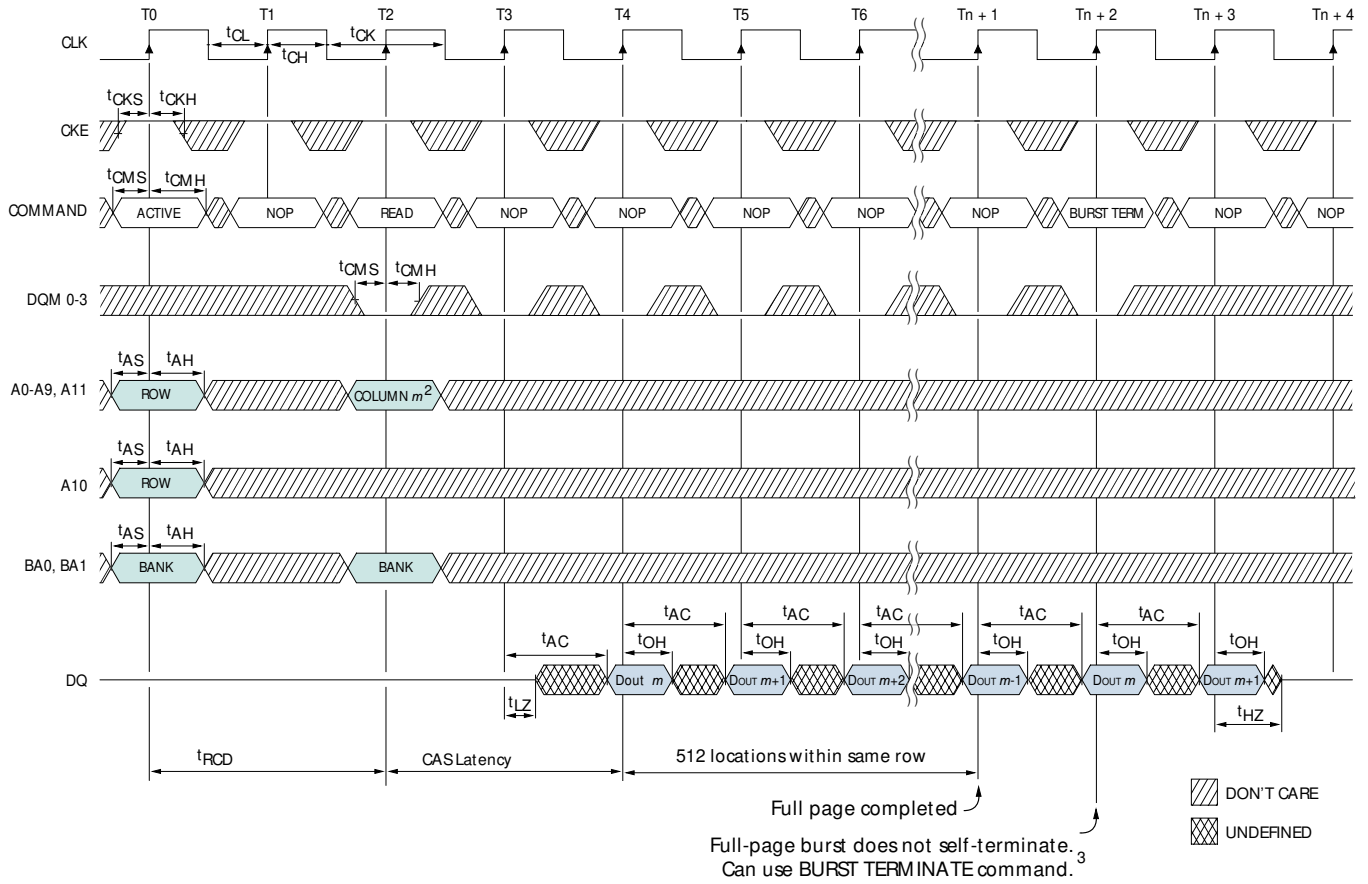 T0 T1 T2 T3 T4 T5 T6 Tn + 1 Tn + 2 Tn + 3 Tn + 4
CLK tCL tCH tCK
tCKS tCKH
CKE
tCMS tCMH
COMMAND ACTIVE NOP READ NOP NOP NOP NOP NOP BURST TERM NOP NOP
tCMS tCMH
DQM 0-3
tAS tAH
A0-A9, A11 ROW COLUMN m2
tAS tAH
A10 ROW
tAS tAH
BA0, BA1 BANK BANK
tAC tAC tAC tAC tAC tAC
tOH tOH tOH tOH tOH tOH
DQ Dout m DOUT m+1 DOUT m+2 DOUT m-1 DOUT m DOUT m+1
tLZ tHZ
tRCD CAS Latency 512 locations within same row
Full page completed
Full-page burst does not self-terminate.
Can use BURST TERMINATE command. 3
DON'T CARE
UNDEFINED